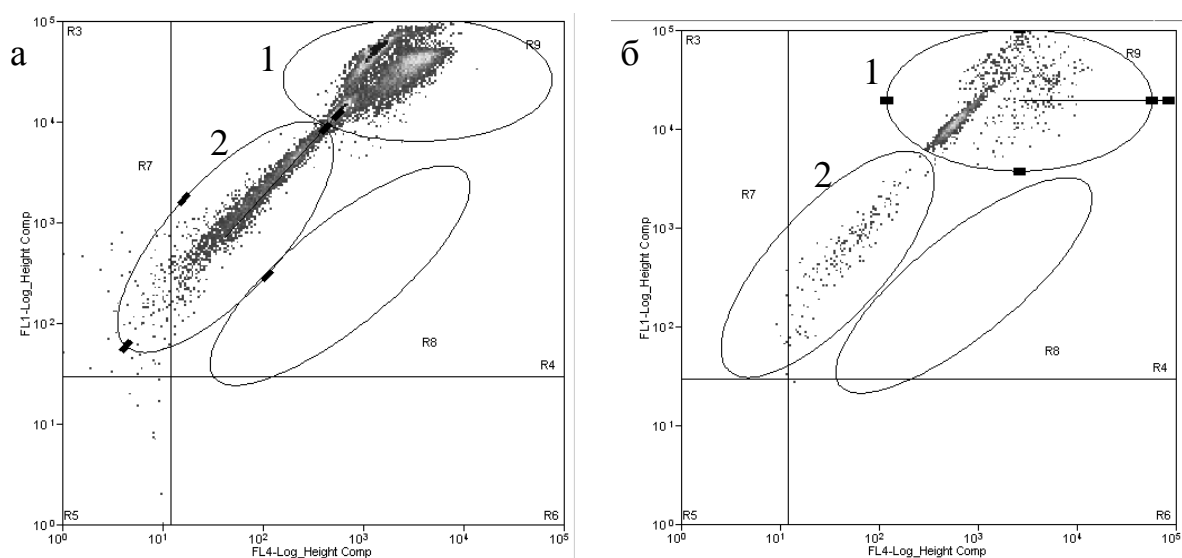 а
R3
10⁵
1
R9
10⁴
2
R7
10³
FL1-Log_Height Comp
10²
R8
R4
10¹
10⁰
R5
R6
10⁰
10¹
10²
10³
10⁴
10⁵
FL4-Log_Height Comp
б
R3
10⁵
1
R9
10⁴
2
R7
10³
FL1-Log_Height Comp
10²
R8
R4
10¹
10⁰
R5
R6
10⁰
10¹
10²
10³
10⁴
10⁵
FL4-Log_Height Comp